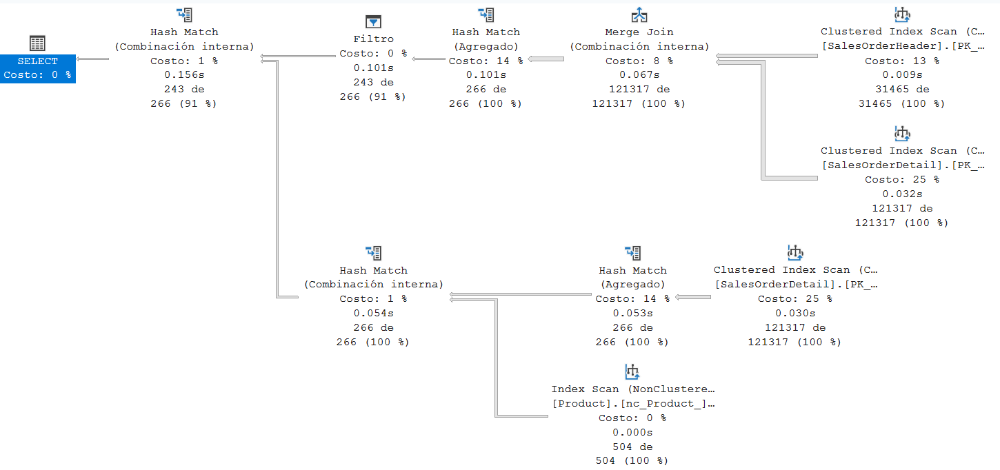 SELECT
Costo: 0 %
Hash Match
(Combinación interna)
Costo: 1 %
0.156s
243 de
266 (91 %)
Filtro
Costo: 0 %
0.101s
243 de
266 (91 %)
Hash Match
(Agregado)
Costo: 14 %
0.101s
266 de
266 (100 %)
Merge Join
(Combinación interna)
Costo: 8 %
0.067s
121317 de
121317 (100 %)
Clustered Index Scan (C…
[SalesOrderHeader].[PK_…
Costo: 13 %
0.009s
31465 de
31465 (100 %)
Clustered Index Scan (C…
[SalesOrderDetail].[PK_…
Costo: 25 %
0.032s
121317 de
121317 (100 %)
Hash Match
(Combinación interna)
Costo: 1 %
0.054s
266 de
266 (100 %)
Hash Match
(Agregado)
Costo: 14 %
0.053s
266 de
266 (100 %)
Clustered Index Scan (C…
[SalesOrderDetail].[PK_…
Costo: 25 %
0.030s
121317 de
121317 (100 %)
Index Scan (NonClustere…
[Product].[nc_Product_]…
Costo: 0 %
0.000s
504 de
504 (100 %)